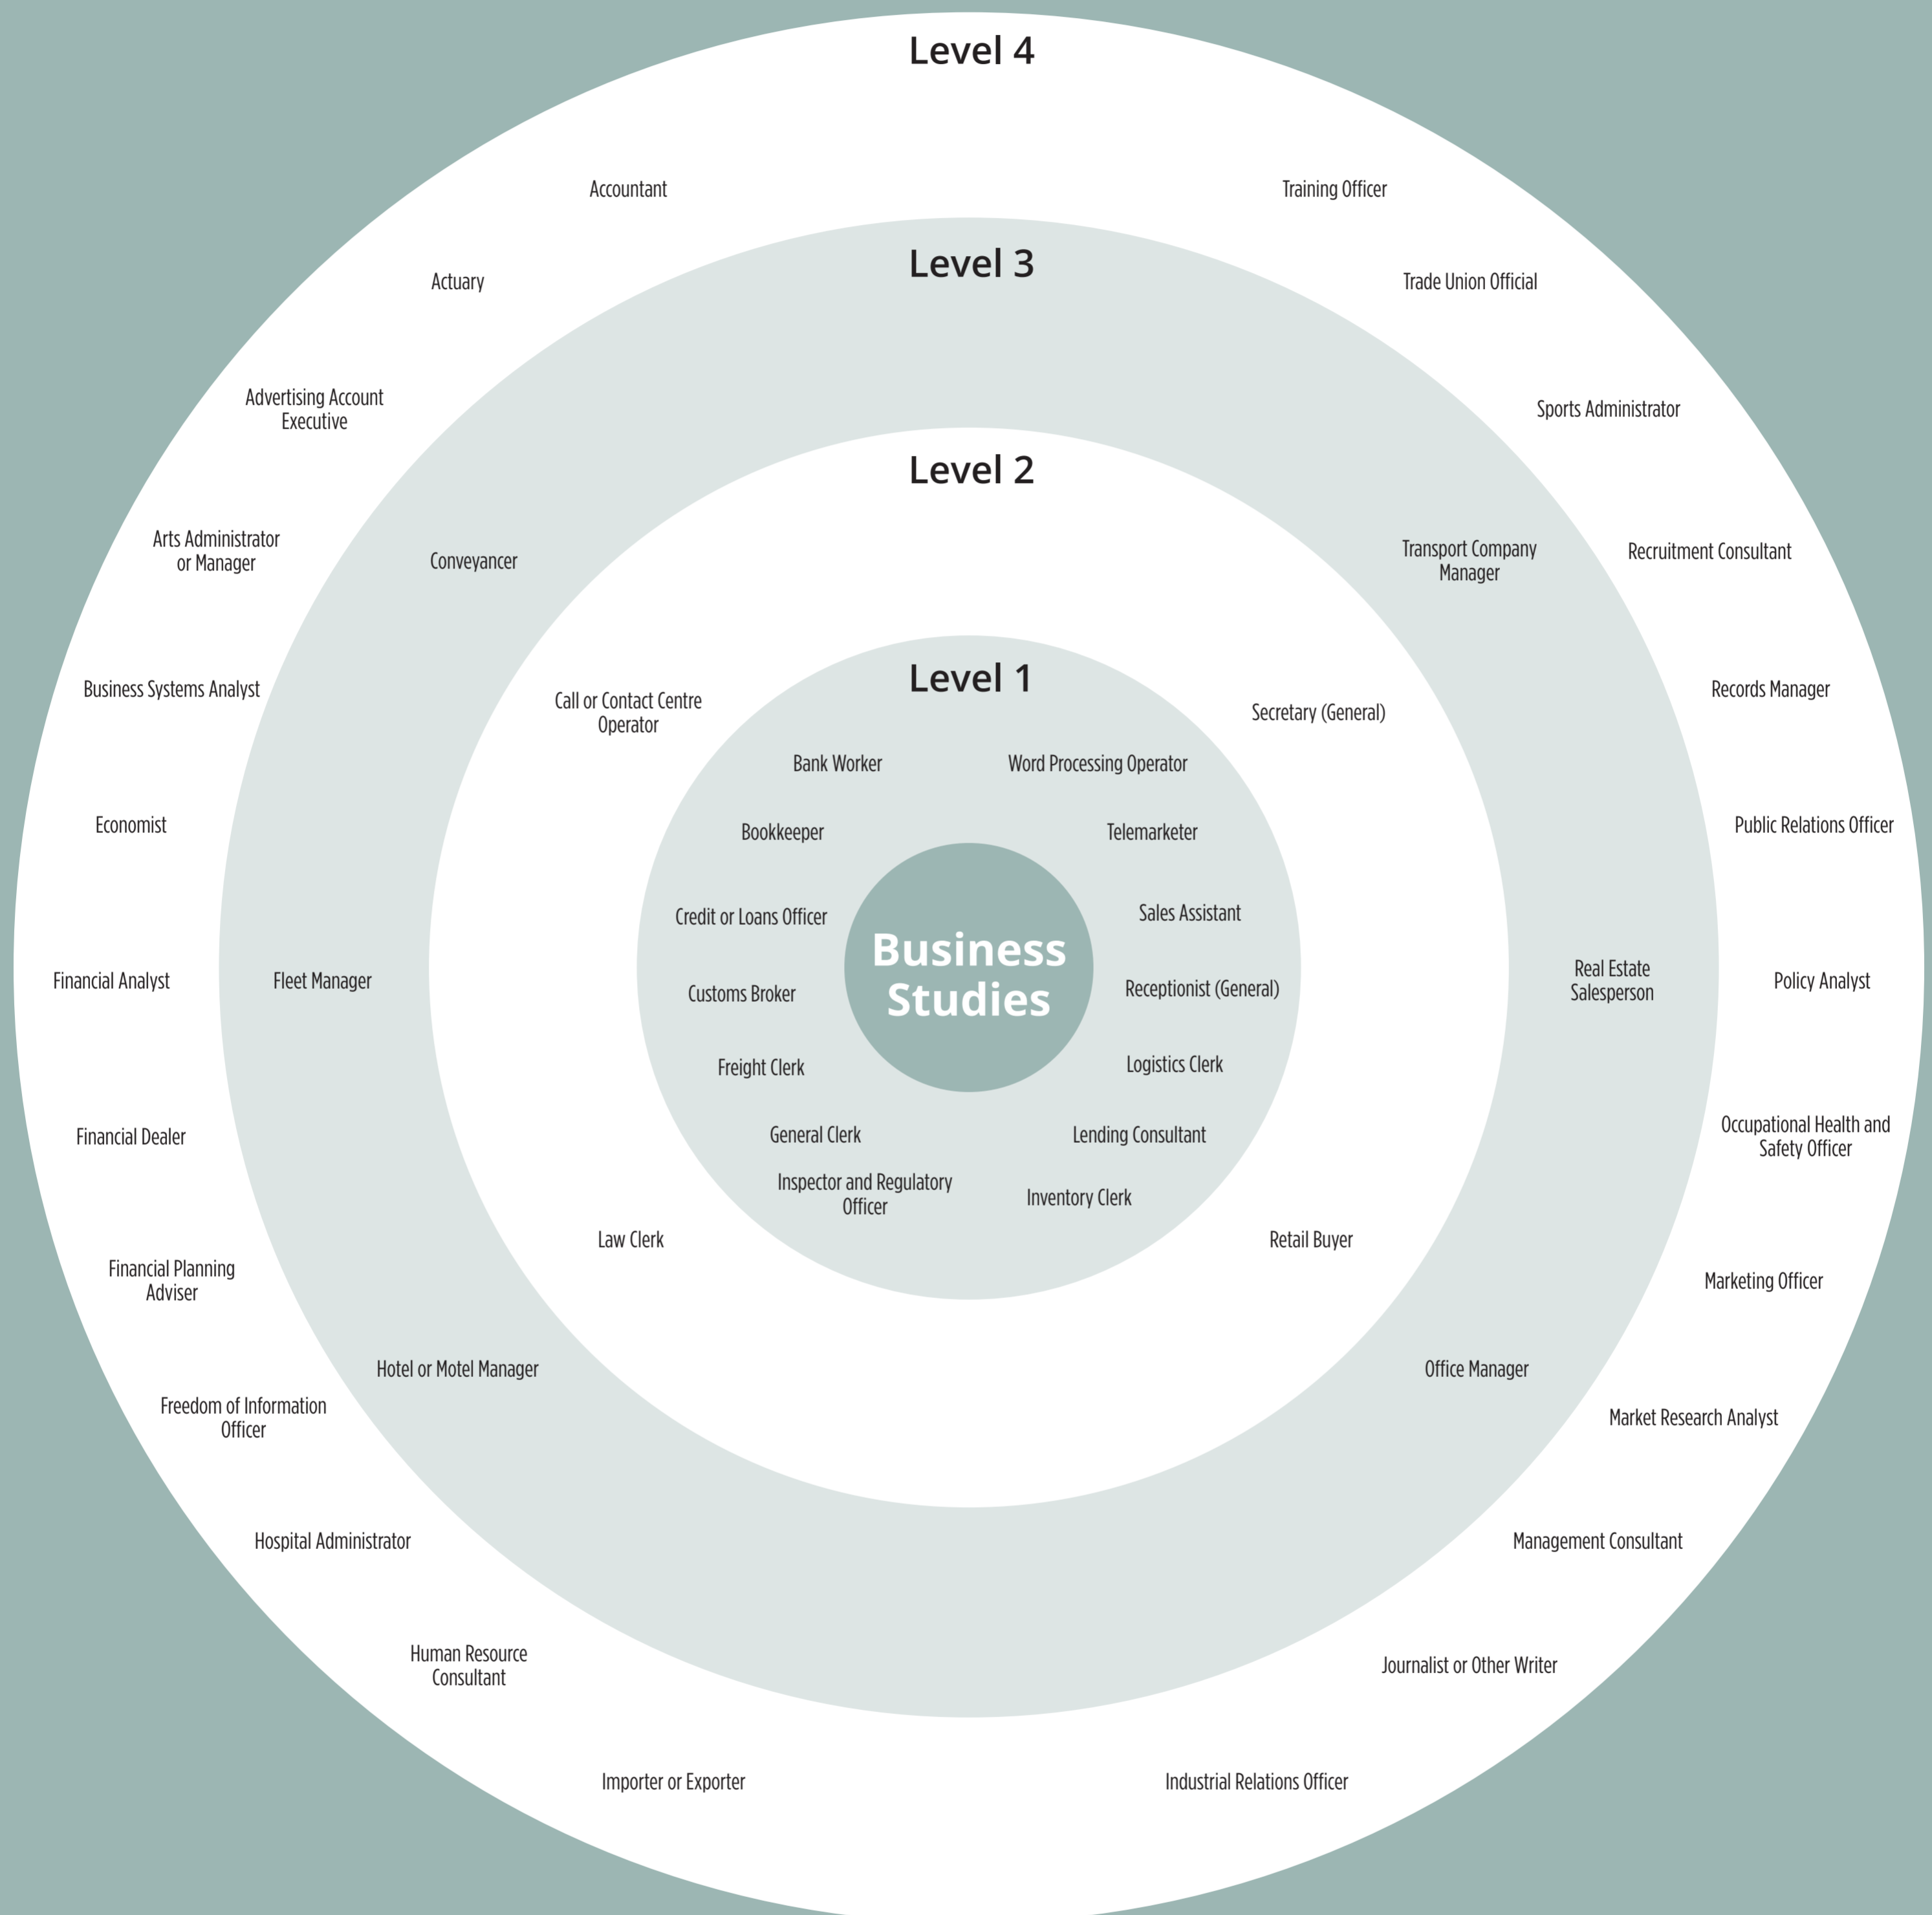 Level 4
Accountant
Training Officer
Actuary
Trade Union Official
Advertising Account
Executive
Sports Administrator
Arts Administrator
or Manager
Recruitment Consultant
Business Systems Analyst
Records Manager
Economist
Public Relations Officer
Financial Analyst
Policy Analyst
Financial Dealer
Occupational Health and
Safety Officer
Financial Planning
Adviser
Marketing Officer
Freedom of Information
Officer
Market Research Analyst
Hospital Administrator
Management Consultant
Human Resource
Consultant
Journalist or Other Writer
Importer or Exporter
Industrial Relations Officer
Level 3
Conveyancer
Transport Company
Manager
Fleet Manager
Real Estate
Salesperson
Hotel or Motel Manager
Office Manager
Level 2
Call or Contact Centre
Operator
Secretary (General)
Law Clerk
Retail Buyer
Level 1
Bank Worker
Word Processing Operator
Bookkeeper
Telemarketer
Credit or Loans Officer
Sales Assistant
Customs Broker
Receptionist (General)
Freight Clerk
Logistics Clerk
General Clerk
Lending Consultant
Inspector and Regulatory
Officer
Inventory Clerk
Business
Studies